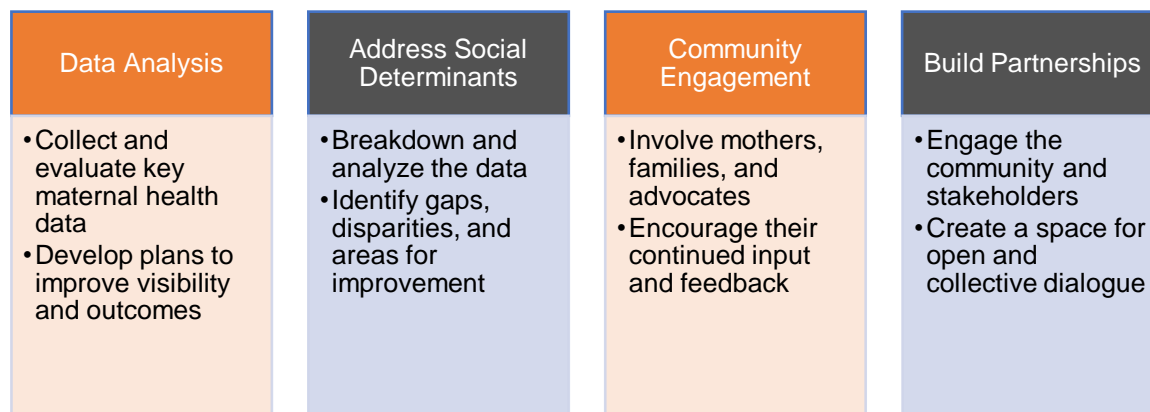 Data Analysis
•Collect and
evaluate key
maternal health
data
•Develop plans to
improve visibility
and outcomes
Address Social
Determinants
•Breakdown and
analyze the data
•Identify gaps,
disparities, and
areas for
improvement
Community
Engagement
•Involve mothers,
families, and
advocates
•Encourage their
continued input
and feedback
Build Partnerships
•Engage the
community and
stakeholders
•Create a space for
open and
collective dialogue